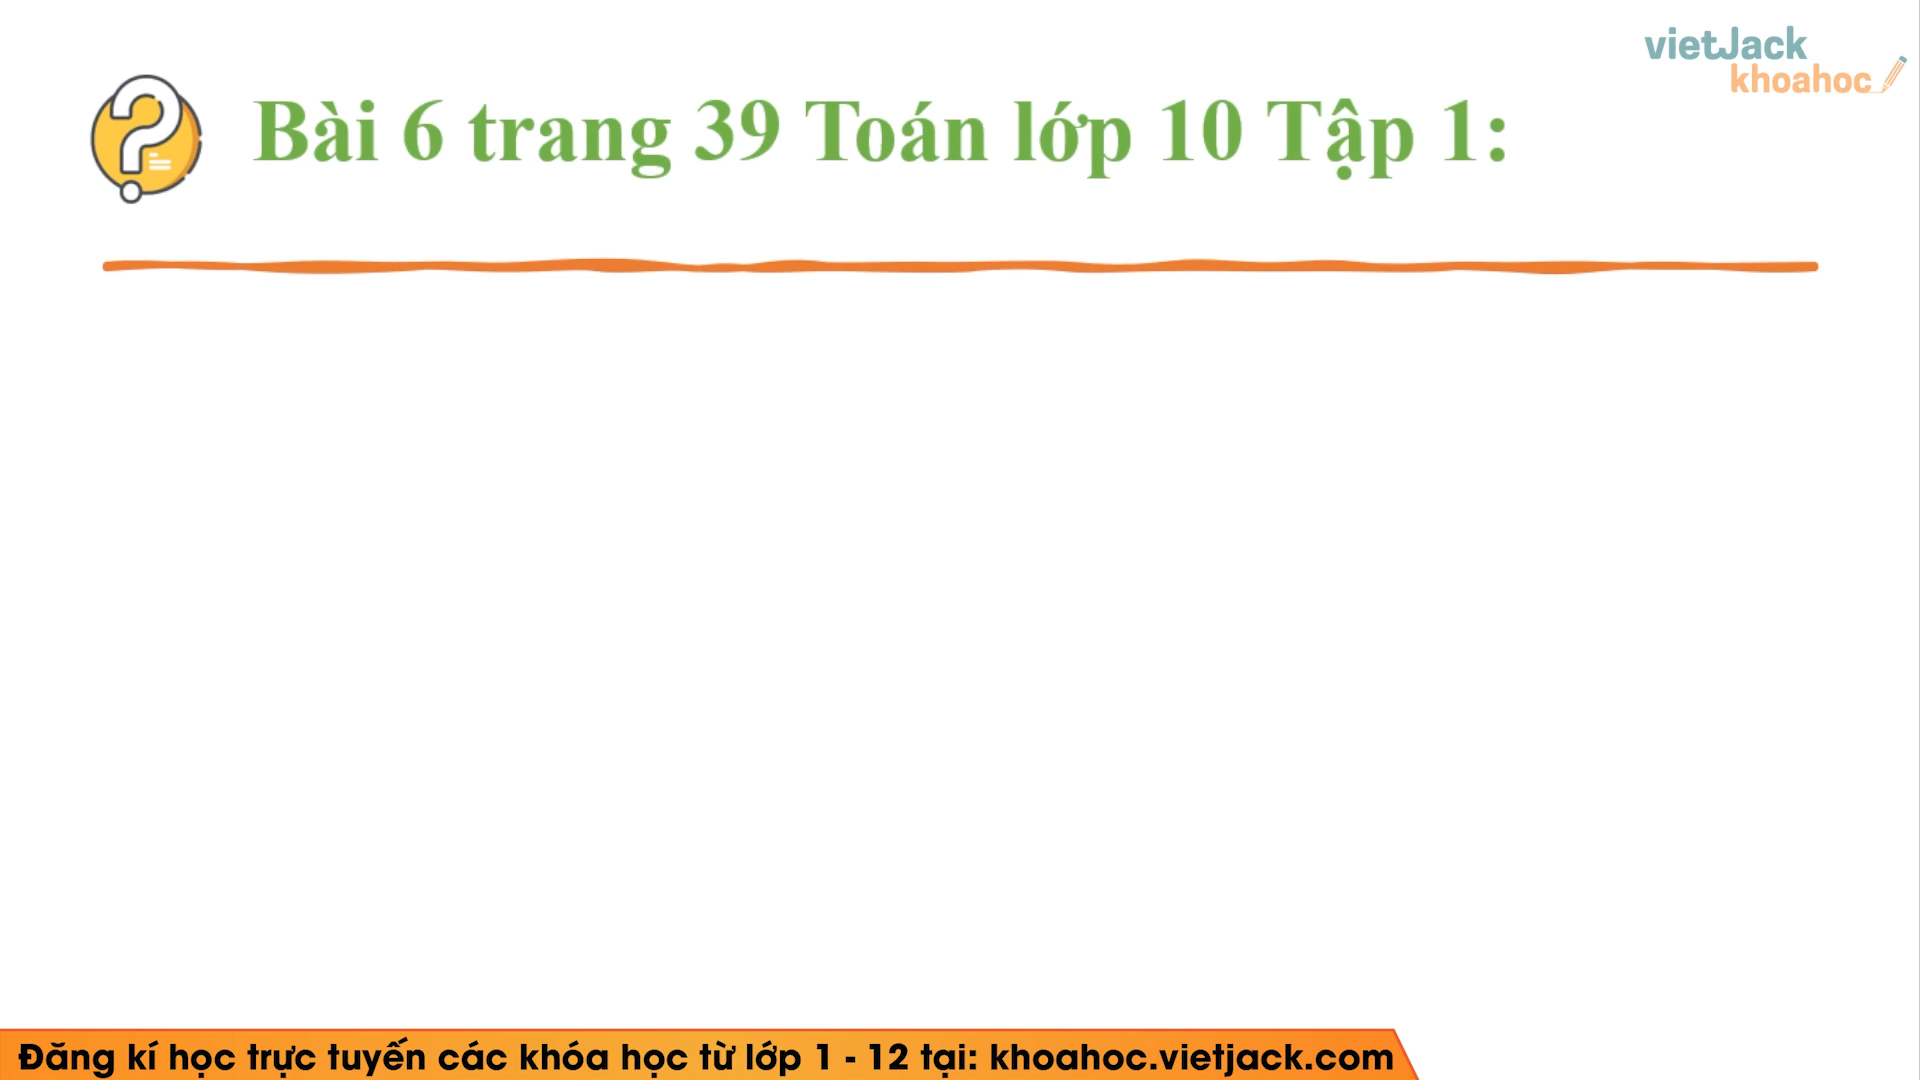 vietJack
khoahoc
Bài 6 trang 39 Toán lớp 10 Tập 1:
Đăng kí học trực tuyến các khóa học từ lớp 1 - 12 tại: khoahoc.vietjack.com